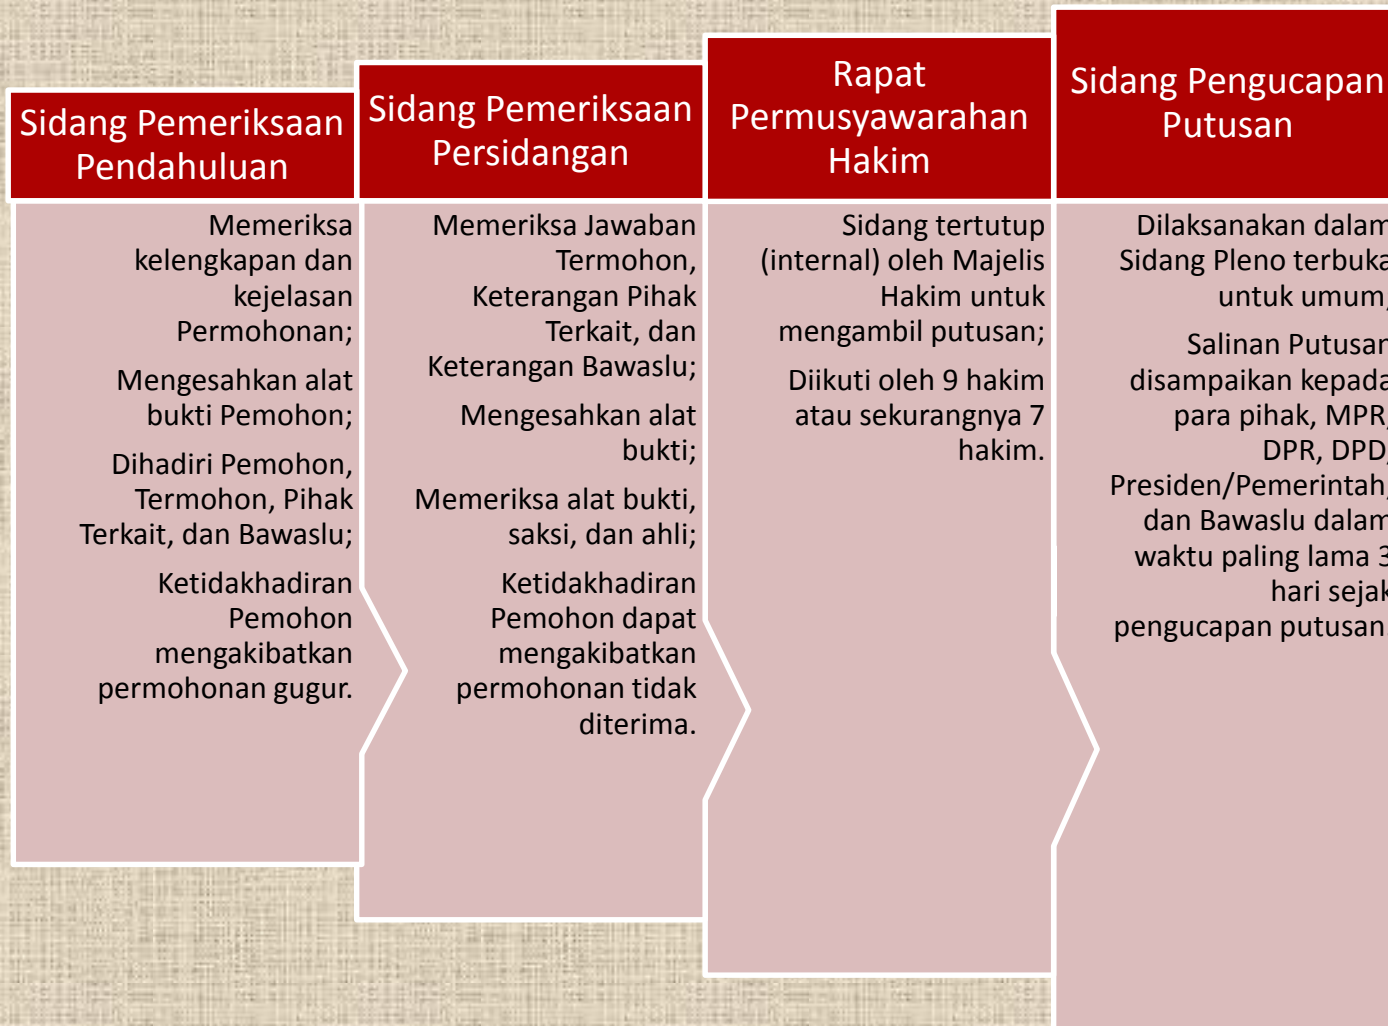 Sidang Pemeriksaan
Pendahuluan
Memeriksa
kelengkapan dan
kejelasan
Permohonan;
Mengesahkan alat
bukti Pemohon;
Dihadiri Pemohon,
Termohon, Pihak
Terkait, dan Bawaslu;
Ketidakhadiran
Pemohon
mengakibatkan
permohonan gugur.
Sidang Pemeriksaan
Persidangan
Memeriksa Jawaban
Termohon,
Keterangan Pihak
Terkait, dan
Keterangan Bawaslu;
Mengesahkan alat
bukti;
Memeriksa alat bukti,
saksi, dan ahli;
Ketidakhadiran
Pemohon dapat
mengakibatkan
permohonan tidak
diterima.
Rapat
Permusyawarahan
Hakim
Sidang tertutup
(internal) oleh Majelis
Hakim untuk
mengambil putusan;
Diikuti oleh 9 hakim
atau sekurangnya 7
hakim.
Sidang Pengucapan
Putusan
Dilaksanakan dalam
Sidang Pleno terbuka
untuk umum,
Salinan Putusan
disampaikan kepada
para pihak, MPR,
DPR, DPD,
Presiden/Pemerintah,
dan Bawaslu dalam
waktu paling lama 3
hari sejak
pengucapan putusan